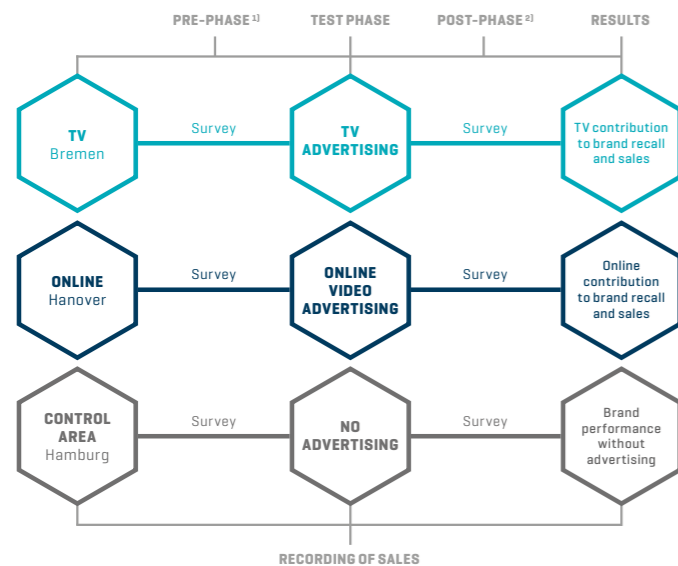 PRE-PHASE 1) TEST PHASE POST-PHASE 2) RESULTS
TV
Bremen
Survey
TV
ADVERTISING
Survey
TV contribution
to brand recall
and sales
ONLINE
Hanover
Survey
ONLINE
VIDEO
ADVERTISING
Survey
Online
contribution
to brand recall
and sales
CONTROL
AREA
Hamburg
Survey
NO
ADVERTISING
Survey
Brand
performance
without
advertising
RECORDING OF SALES